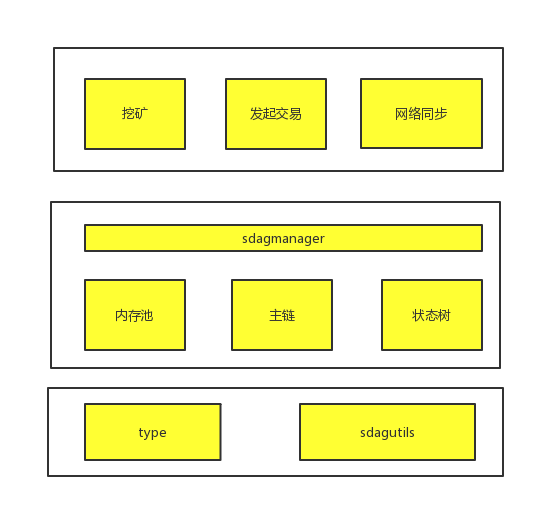 挖矿
发起交易
网络同步
sdagmanager
内存池
主链
状态树
type
sdagutils